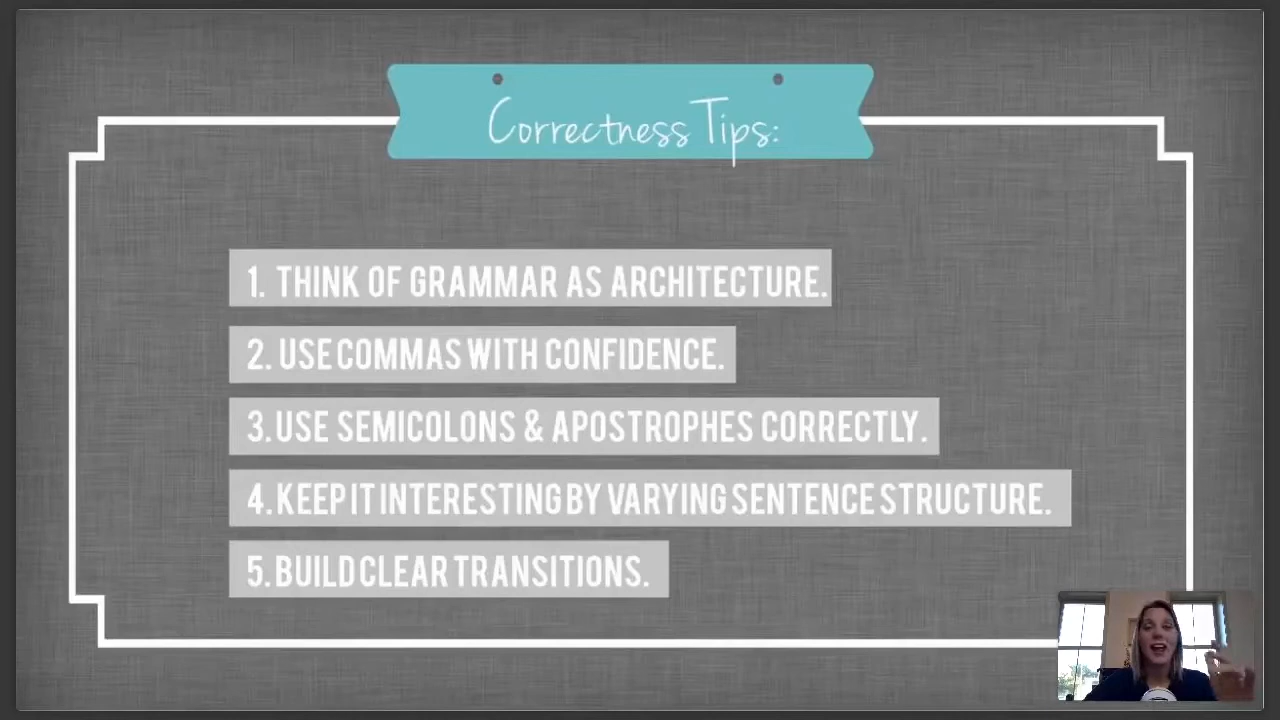 Correctness Tips:
1. THINK OF GRAMMAR AS ARCHITECTURE.
2. USE COMMAS WITH CONFIDENCE.
3. USE SEMICOLONS & APOSTROPHES CORRECTLY.
4. KEEP IT INTERESTING BY VARYING SENTENCE STRUCTURE.
5. BUILD CLEAR TRANSITIONS.